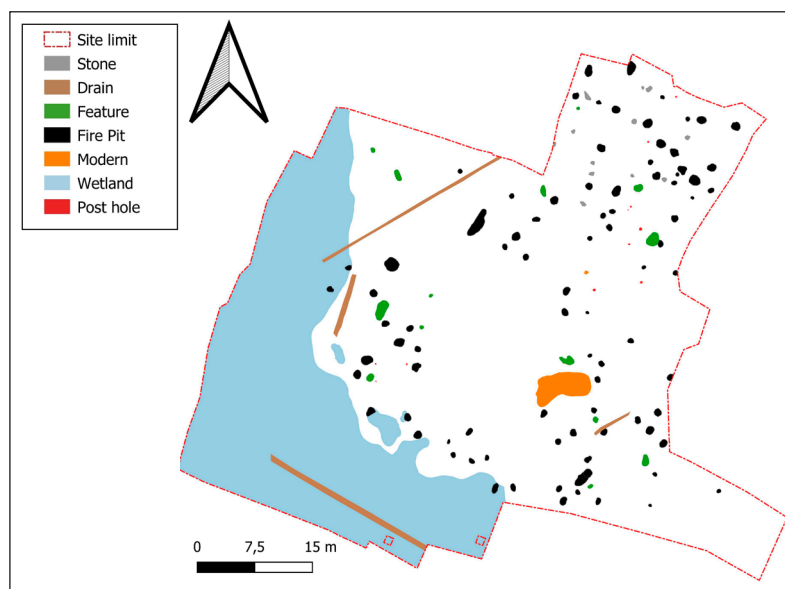 Site limit
Stone
Drain
Feature
Fire Pit
Modern
Wetland
Post hole
0 7,5 15 m